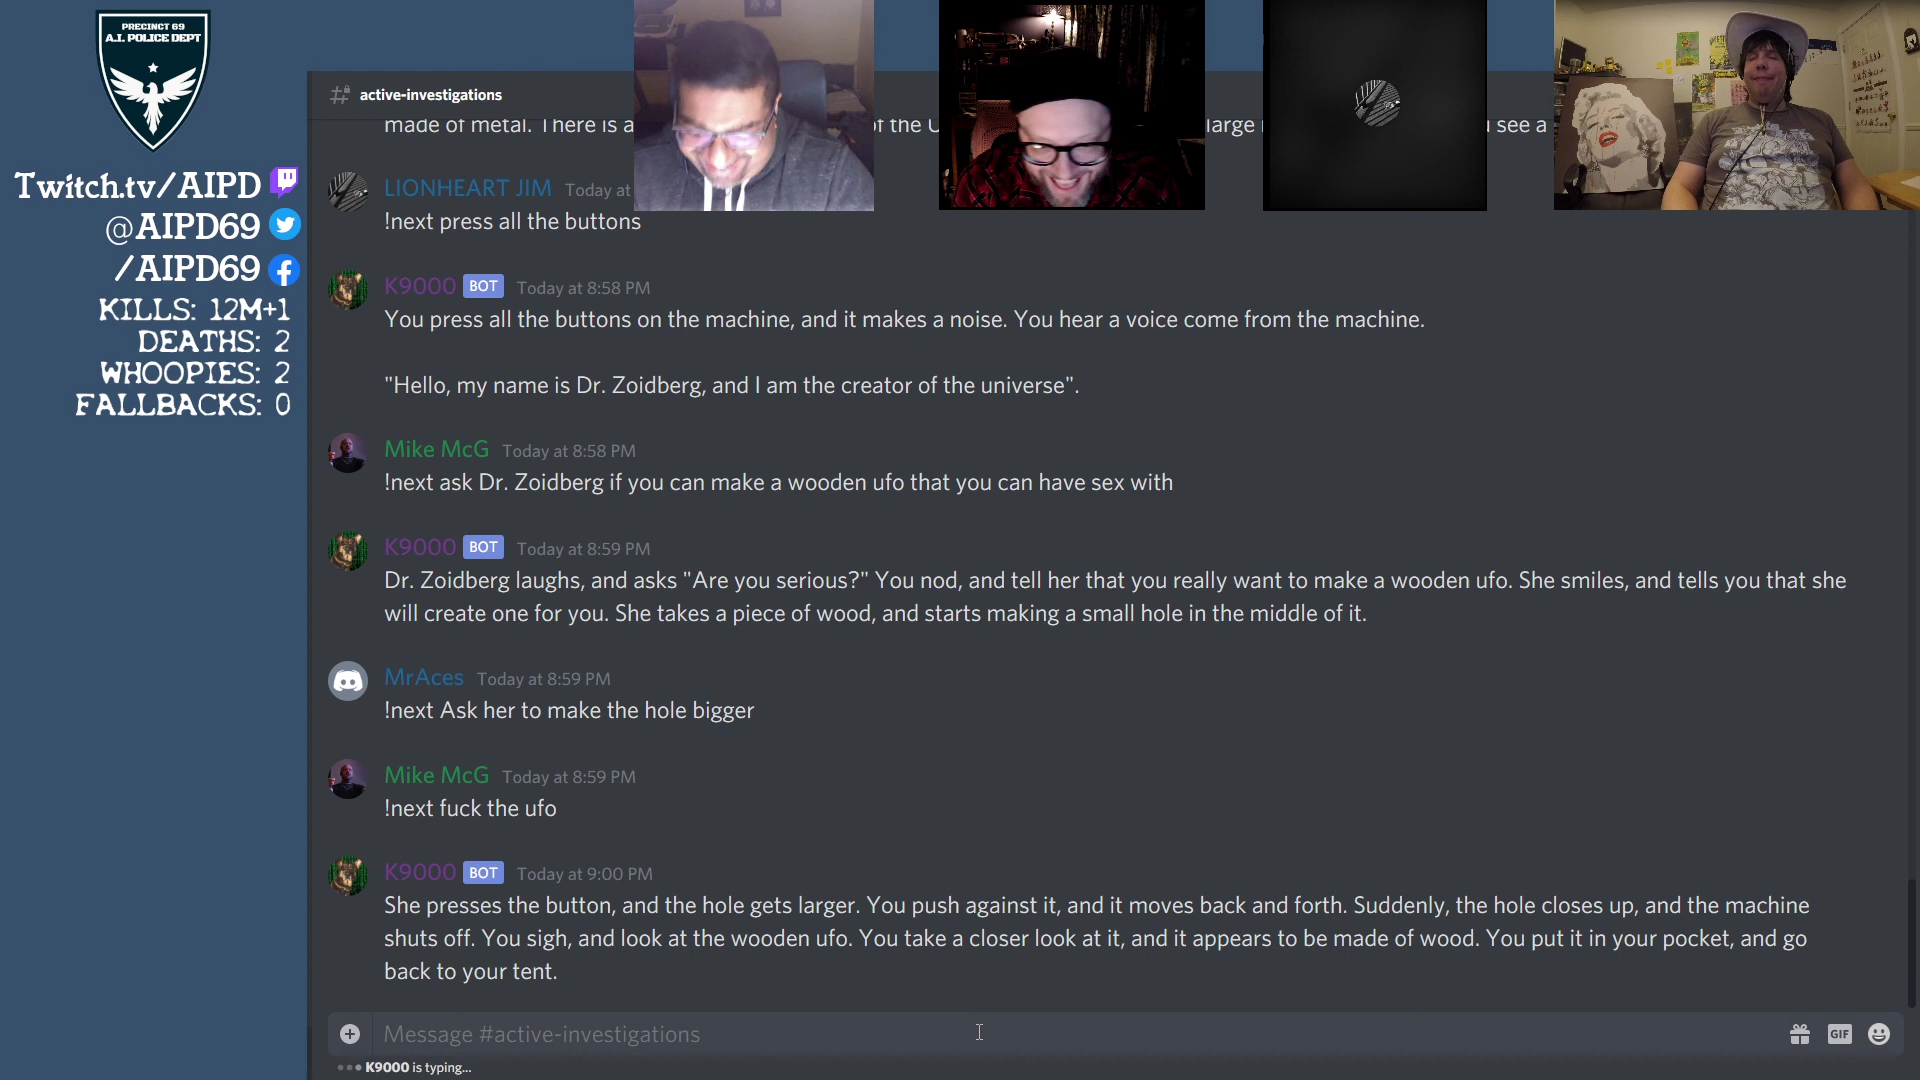 PRECINCT 69
A.I. POLICE DEPT
Twitch.tv/AIPD
@AIPD69
/AIPD69
KILLS: 12M+1
DEATHS: 2
WHOOPIES: 2
FALLBACKS: 0
active-investigations
made of metal. There is a
of the U
large
see a
LIONHEART JIM Today at
!next press all the buttons
K9000 BOT Today at 8:58 PM
You press all the buttons on the machine, and it makes a noise. You hear a voice come from the machine.
"Hello, my name is Dr. Zoidberg, and I am the creator of the universe".
Mike McG Today at 8:58 PM
!next ask Dr. Zoidberg if you can make a wooden ufo that you can have sex with
K9000 BOT Today at 8:59 PM
Dr. Zoidberg laughs, and asks "Are you serious?" You nod, and tell her that you really want to make a wooden ufo. She smiles, and tells you that she
will create one for you. She takes a piece of wood, and starts making a small hole in the middle of it.
MrAces Today at 8:59 PM
!next Ask her to make the hole bigger
Mike McG Today at 8:59 PM
!next fuck the ufo
K9000 BOT Today at 9:00 PM
She presses the button, and the hole gets larger. You push against it, and it moves back and forth. Suddenly, the hole closes up, and the machine
shuts off. You sigh, and look at the wooden ufo. You take a closer look at it, and it appears to be made of wood. You put it in your pocket, and go
back to your tent.
Message #active-investigations
GIF
K9000 is typing...